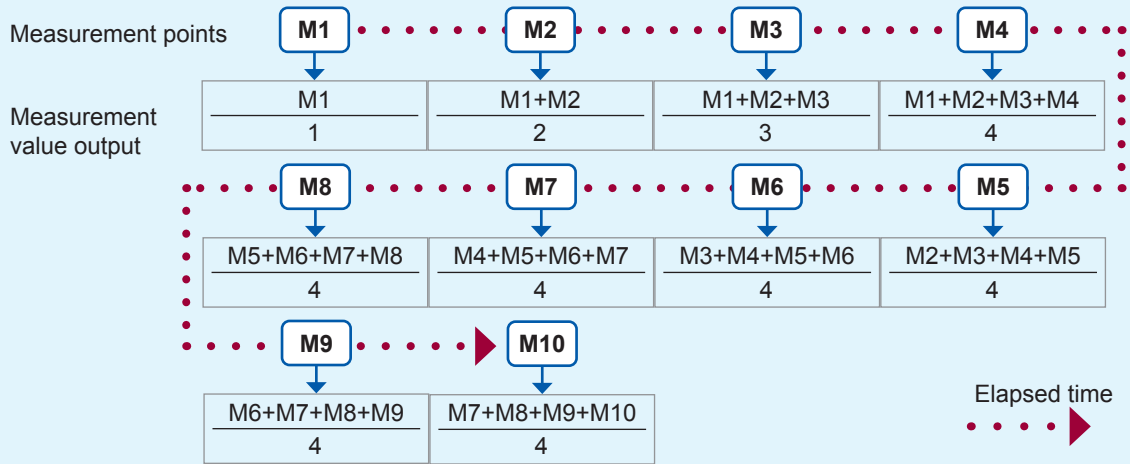 Measurement points
M1
M2
M3
M4
Measurement
value output
M1
1
M1+M2
2
M1+M2+M3
3
M1+M2+M3+M4
4
M8
M7
M6
M5
M5+M6+M7+M8
4
M4+M5+M6+M7
4
M3+M4+M5+M6
4
M2+M3+M4+M5
4
M9
M10
M6+M7+M8+M9
4
M7+M8+M9+M10
4
Elapsed time